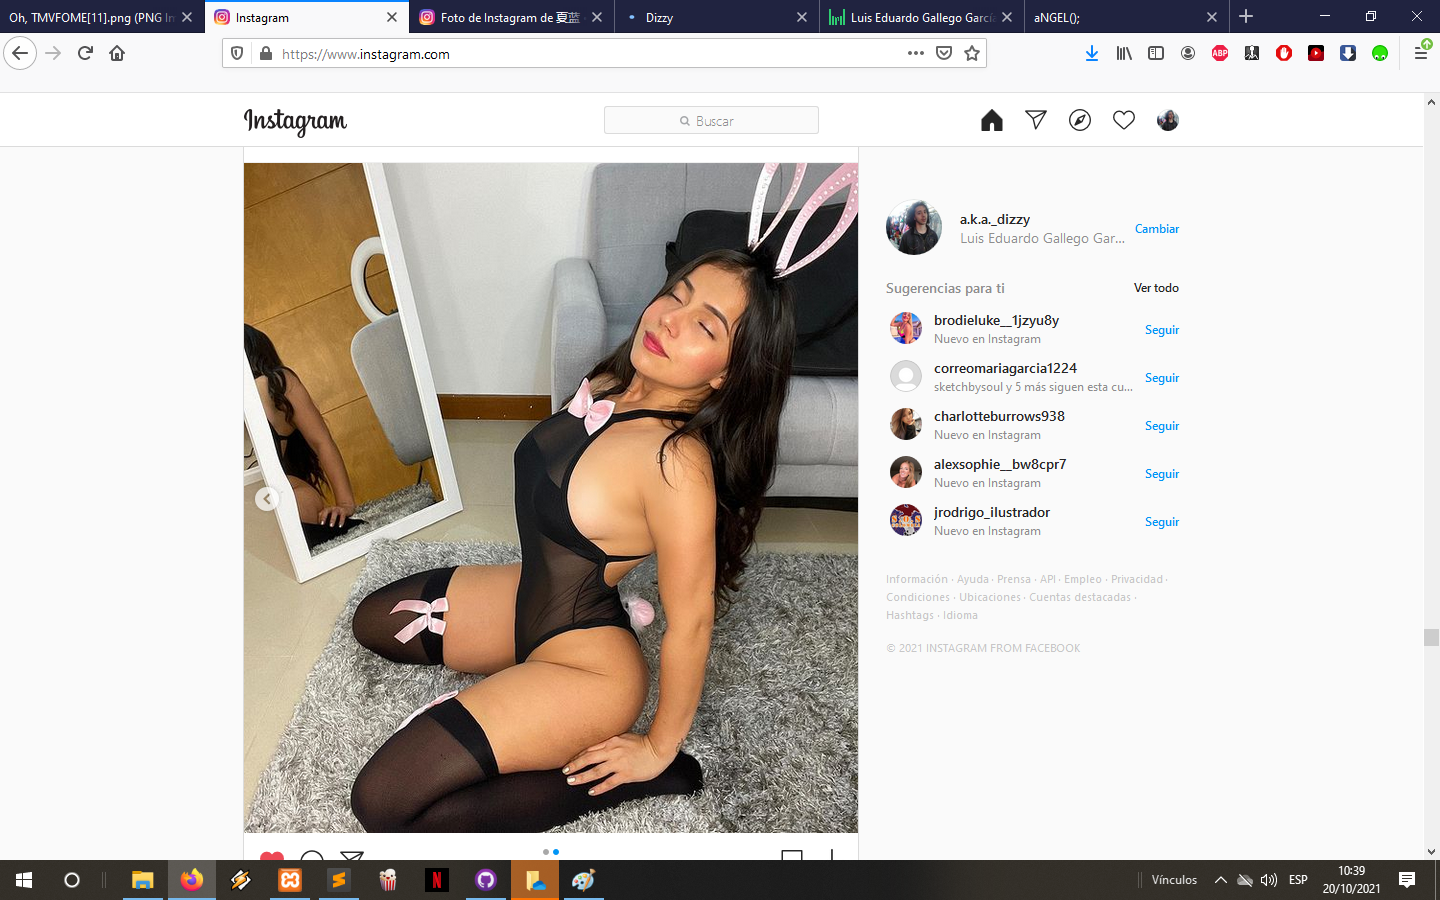 Oh, TMVFOME[11].png (PNG Im
Instagram
Foto de Instagram de 夏蓝
Dizzy
Luis Eduardo Gallego García
aNGEL();
https://www.instagram.com
ABP
Instagram
Buscar
a.k.a._dizzy
Luis Eduardo Gallego Gar...
Cambiar
Sugerencias para ti
Ver todo
brodieluke__1jzyu8y
Nuevo en Instagram
Seguir
correomariagarcia1224
sketchbysoul y 5 más siguen esta cu...
Seguir
charlotteburrows938
Nuevo en Instagram
Seguir
alexsophie__bw8cpr7
Nuevo en Instagram
Seguir
jrodrigo_ilustrador
Nuevo en Instagram
Seguir
Información · Ayuda · Prensa · API · Empleo · Privacidad ·
Condiciones · Ubicaciones · Cuentas destacadas ·
Hashtags · Idioma
© 2021 INSTAGRAM FROM FACEBOOK
Vínculos
ESP
10:39
20/10/2021